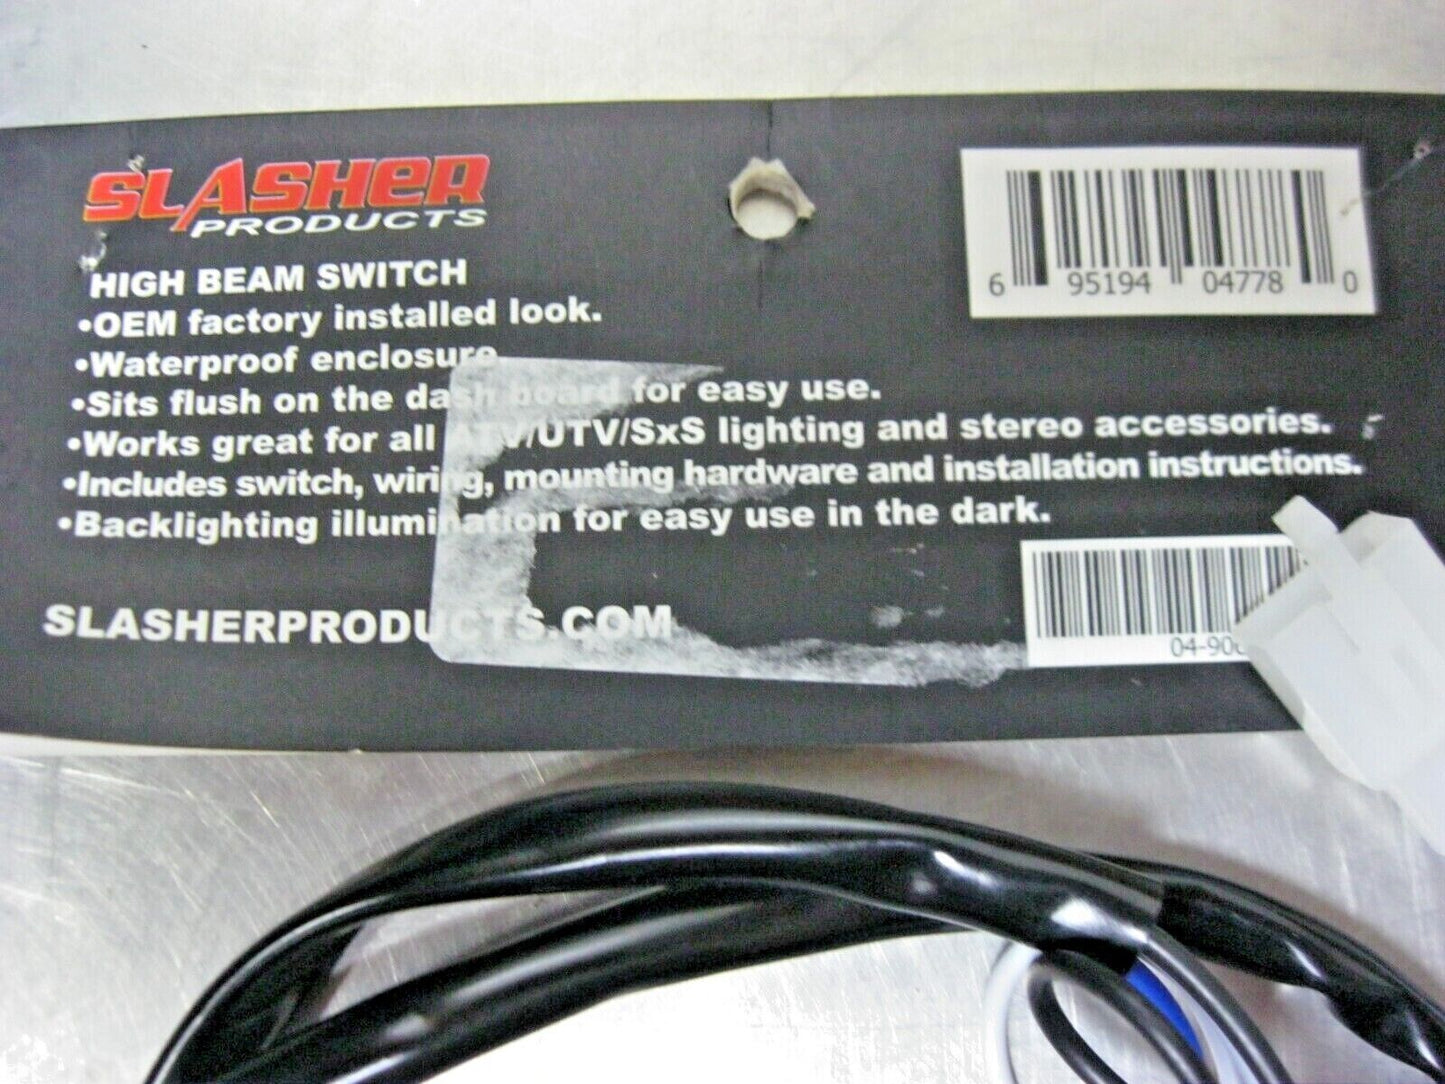 SLASHER
PRODUCTS
HIGH BEAM SWITCH
•OEM factory installed look.
•Waterproof enclosure.
•Sits flush on the dash board for easy use.
•Works great for all ATV/UTV/SxS lighting and stereo accessories.
•Includes switch, wiring, mounting hardware and installation instructions.
•Backlighting illumination for easy use in the dark.
SLASHERPRODUCTS.COM
6 95194 04778 0
04-90